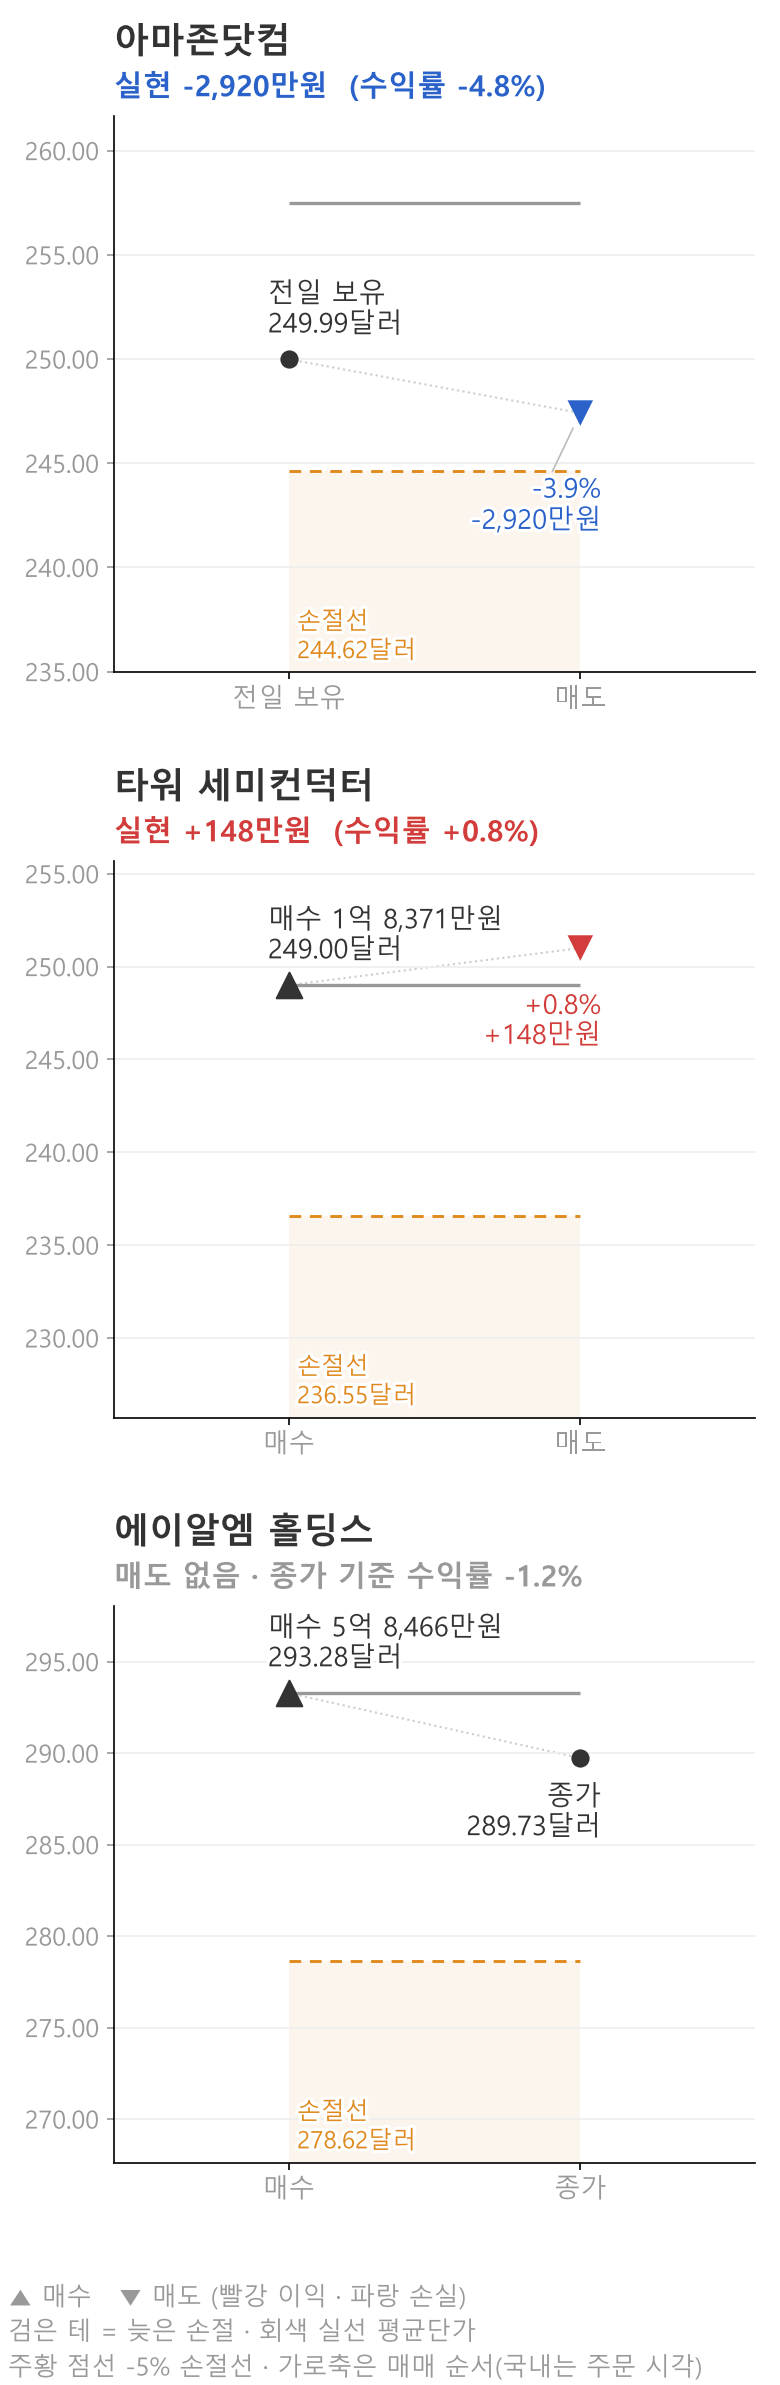 아마존닷컴
실현 -2,920만원 (수익률 -4.8%)
260.00
255.00
전일 보유
249.99달러
250.00
245.00
-3.9%
-2,920만원
240.00
손절선
244.62달러
235.00
전일 보유 매도
타워 세미컨덕터
실현 +148만원 (수익률 +0.8%)
255.00
매수 1억 8,371만원
249.00달러
250.00
+0.8%
+148만원
245.00
240.00
235.00
230.00
손절선
236.55달러
매수 매도
에이알엠 홀딩스
매도 없음 · 종가 기준 수익률 -1.2%
매수 5억 8,466만원
293.28달러
295.00
290.00
종가
289.73달러
285.00
280.00
275.00
270.00
손절선
278.62달러
매수 종가
▲ 매수 ▼ 매도 (빨강 이익 · 파랑 손실)
검은 테 = 늦은 손절 · 회색 실선 평균단가
주황 점선 -5% 손절선 · 가로축은 매매 순서(국내는 주문 시각)